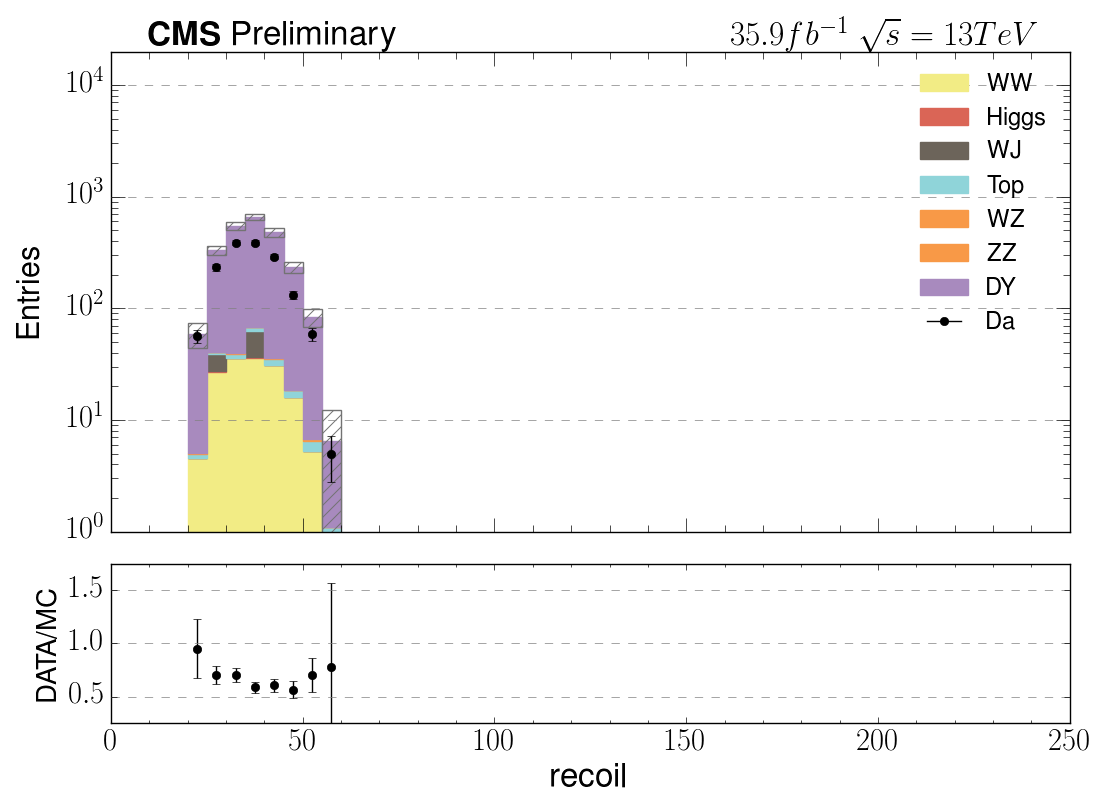 CMS Preliminary 35.9fb⁻¹ √s = 13TeV
10⁴
10³
10²
10¹
10⁰
Entries
WW
Higgs
WJ
Top
WZ
ZZ
DY
Da
1.5
1.0
0.5
DATA/MC
0 50 100 150 200 250
recoil